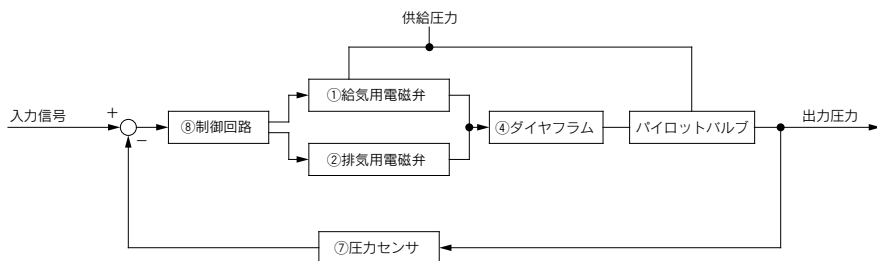 供給圧力
①給気用電磁弁
入力信号
+
⑧制御回路
④ダイヤフラム
パイロットバルブ
出力圧力
−
②排気用電磁弁
⑦圧力センサ